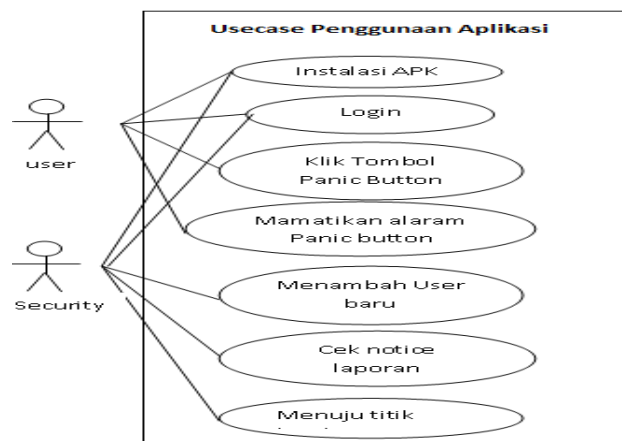 Usecase Penggunaan Aplikasi
Instalasi APK
Login
user
Klik Tombol
Panic Button
Mamatikan alaram
Panic button
Security
Menambah User
baru
Cek notice
laporan
Menuju titik